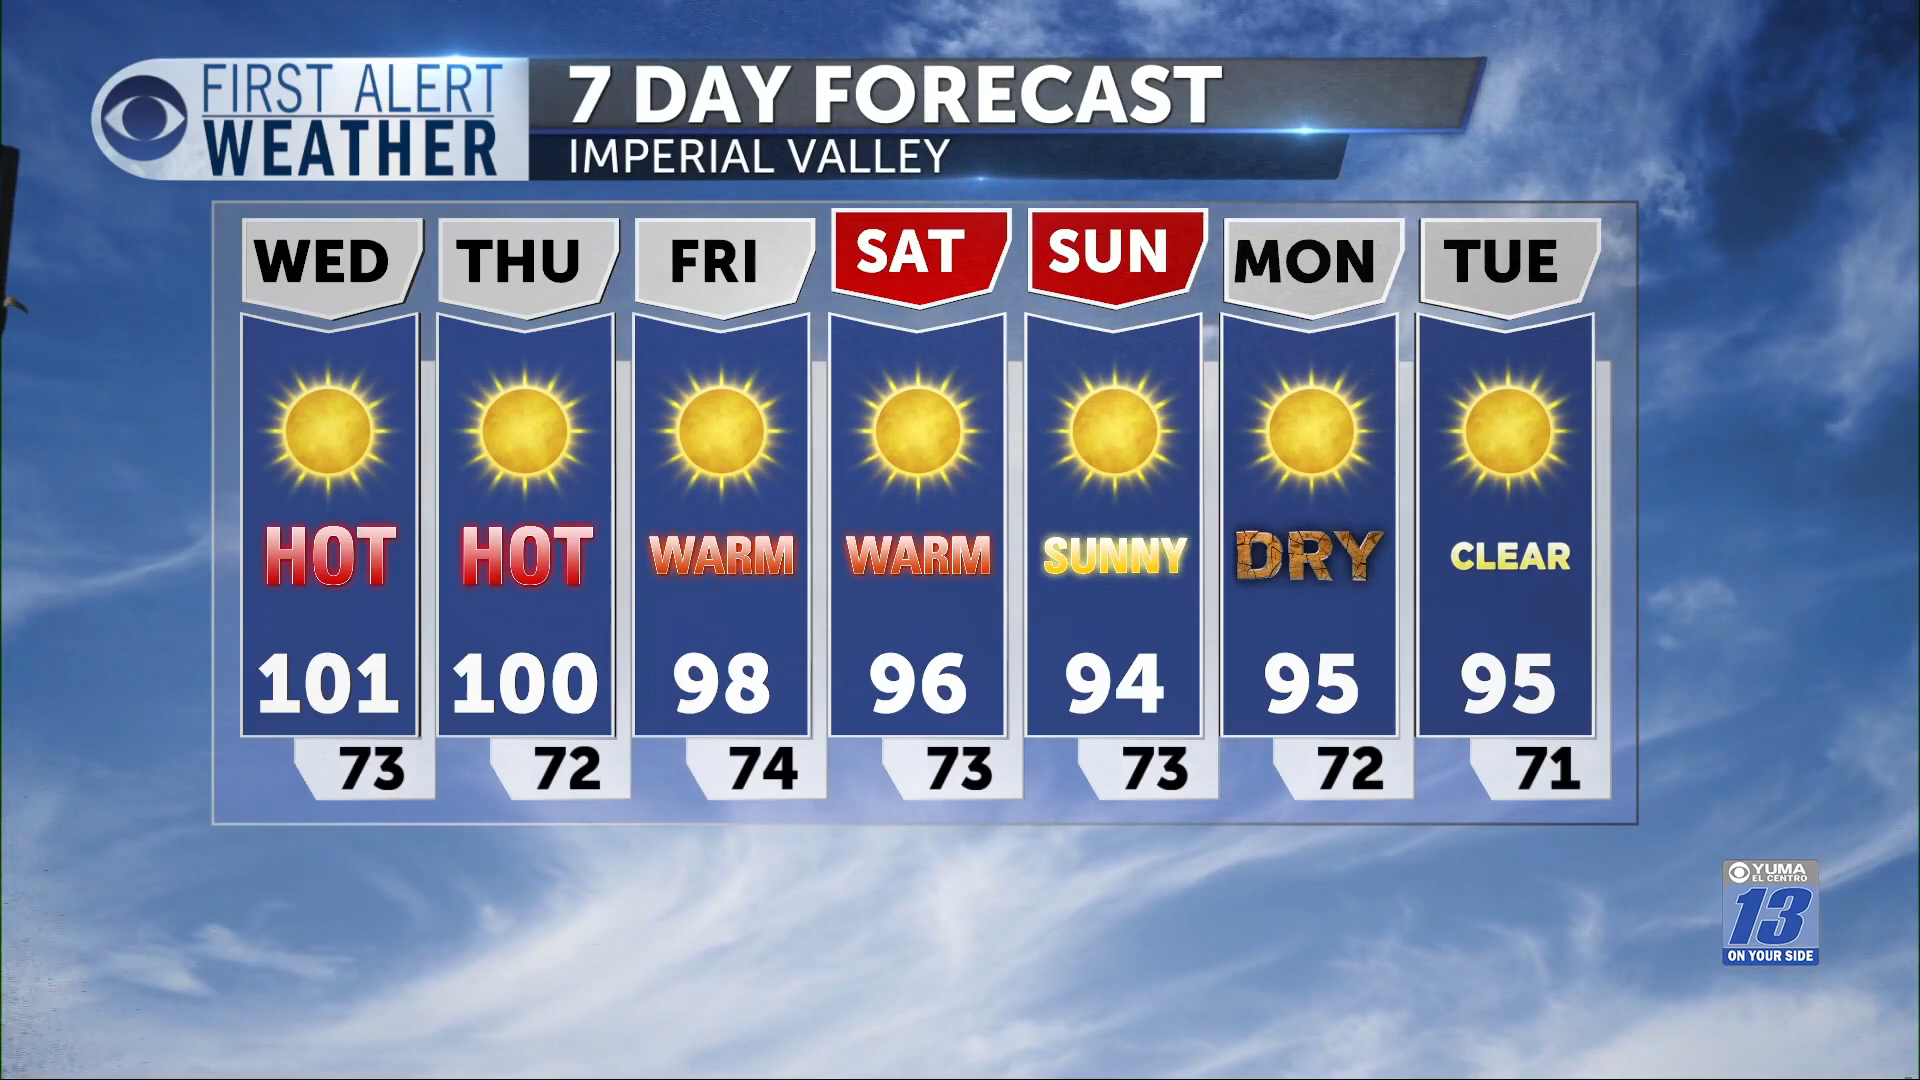 FIRST ALERT
WEATHER
7 DAY FORECAST
IMPERIAL VALLEY
WED THU FRI SAT SUN MON TUE
HOT HOT WARM WARM SUNNY DRY CLEAR
101 100 98 96 94 95 95
73 72 74 73 73 72 71
YUMA
EL CENTRO
13
ON YOUR SIDE